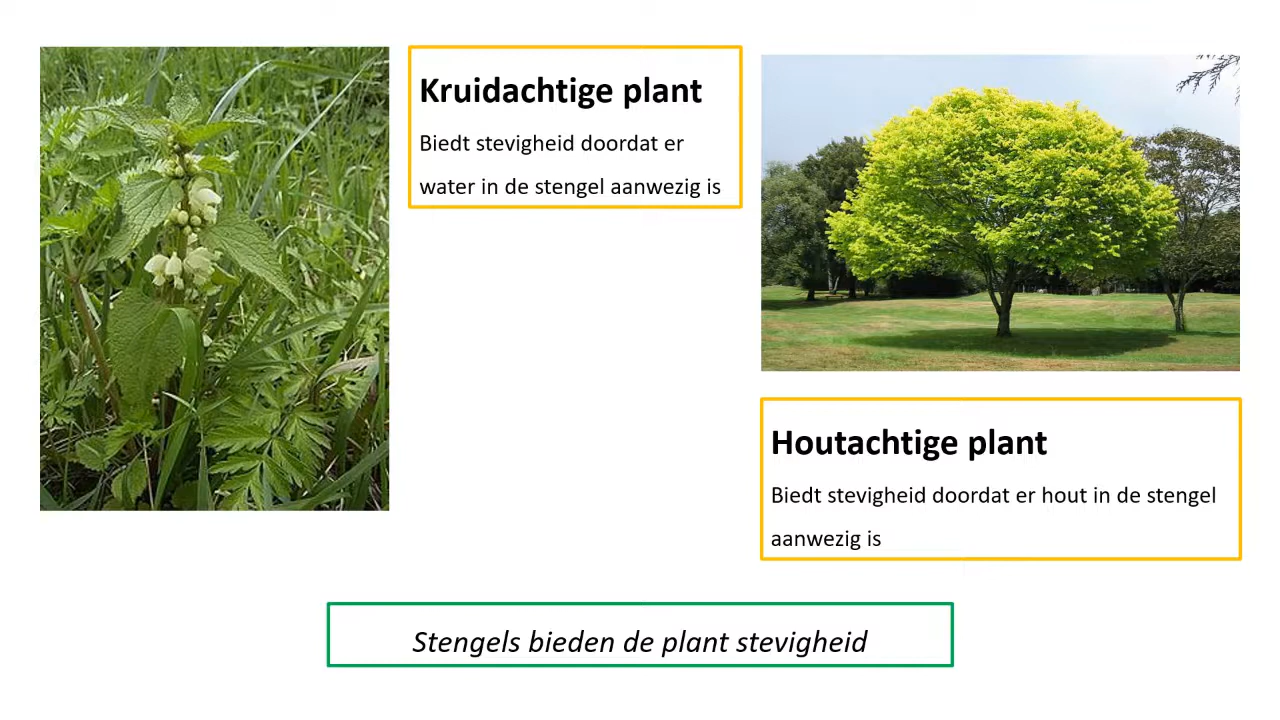 Kruidachtige plant
Biedt stevigheid doordat er
water in de stengel aanwezig is
Houtachtige plant
Biedt stevigheid doordat er hout in de stengel
aanwezig is
Stengels bieden de plant stevigheid